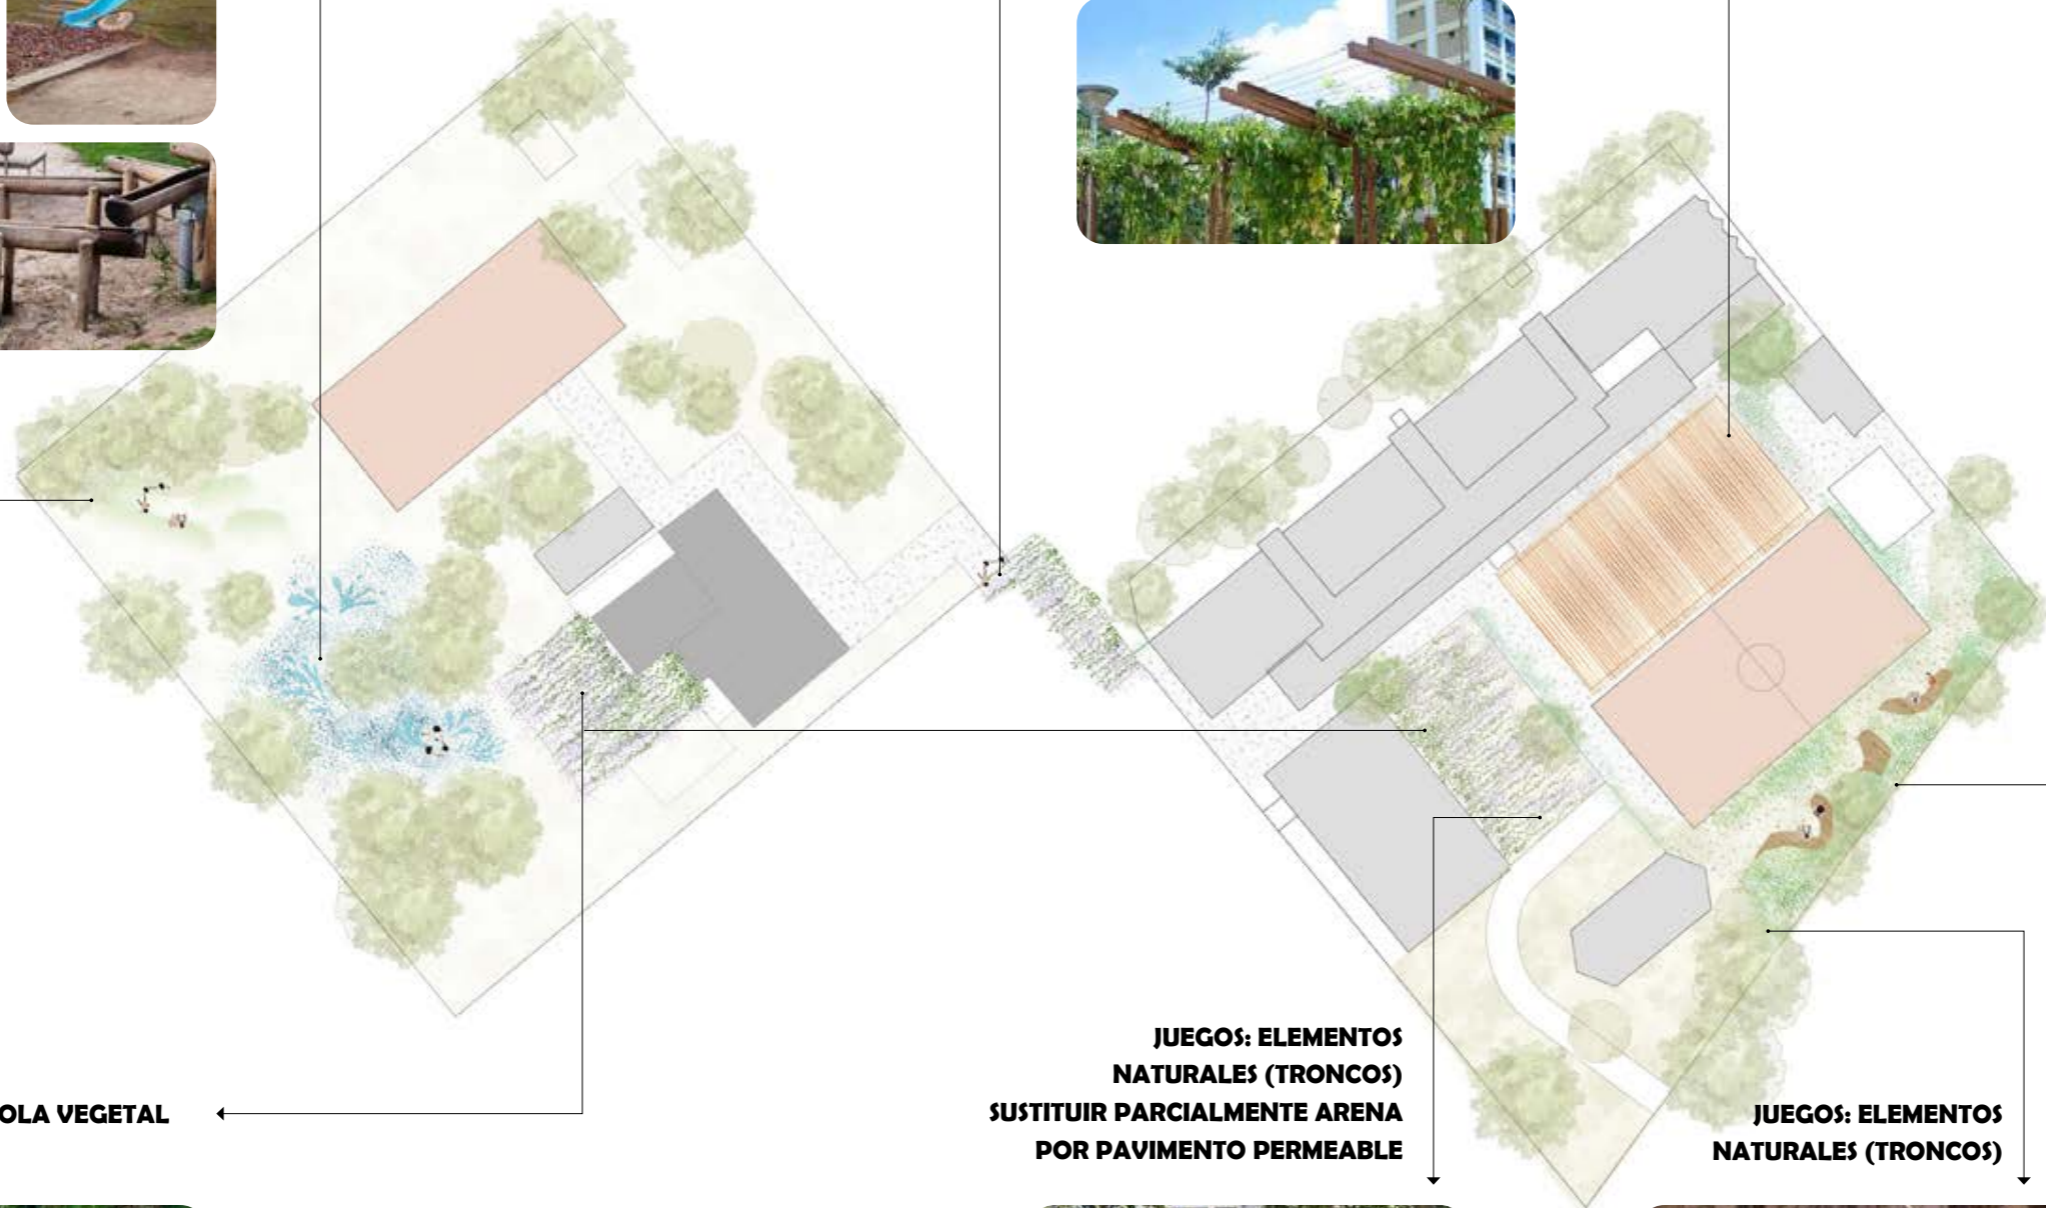 OLA VEGETAL
JUEGOS: ELEMENTOS
NATURALES (TRONCOS)
SUSTITUIR PARCIALMENTE ARENA
POR PAVIMENTO PERMEABLE
JUEGOS: ELEMENTOS
NATURALES (TRONCOS)